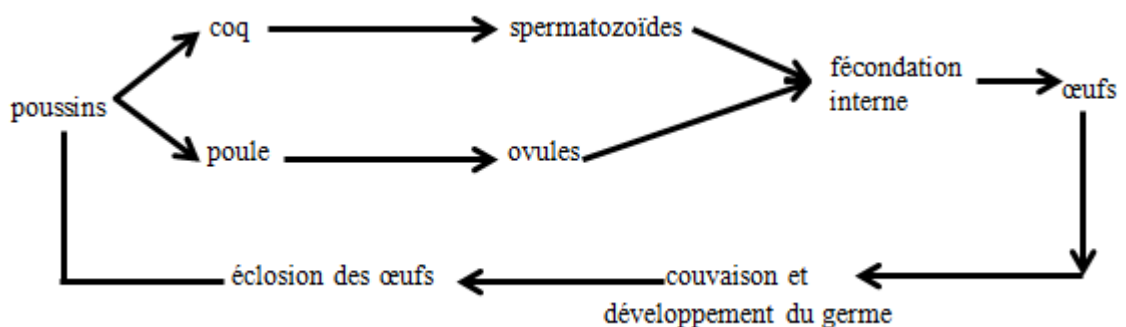 coq
spermatozoïdes
fécondation
interne
œufs
poussins
poule
ovules
éclosion des œufs
couvaison et
développement du germe